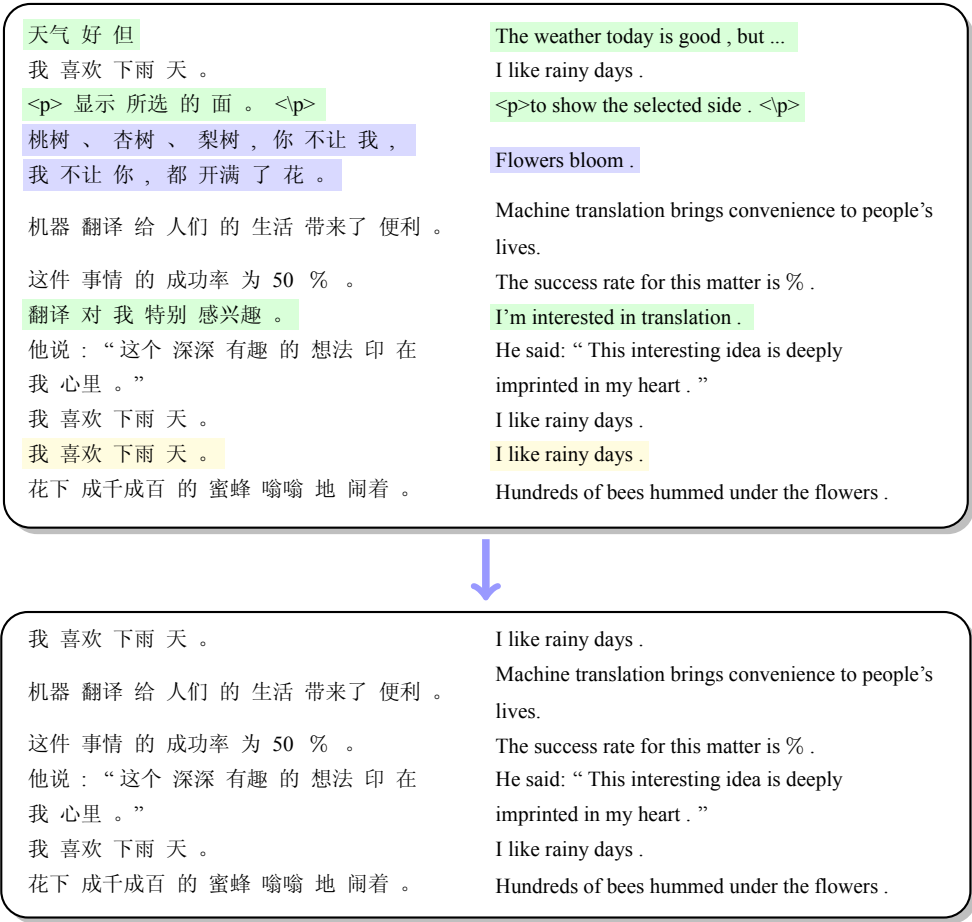 天气 好 但 The weather today is good , but ...
我 喜欢 下雨 天 。 I like rainy days .
<p> 显示 所选 的 面 。 <\p> <p>to show the selected side . <\p>
桃树 、 杏树 、 梨树 , 你 不让 我 ,
我 不让 你 , 都 开满 了 花 。
Flowers bloom .
机器 翻译 给 人们 的 生活 带来了 便利 。
Machine translation brings convenience to people’s
lives.
这件 事情 的 成功率 为 50 % 。 The success rate for this matter is % .
翻译 对 我 特别 感兴趣 。 I’m interested in translation .
他说 : “ 这个 深深 有趣 的 想法 印 在 He said: “ This interesting idea is deeply
我 心里 。” imprinted in my heart . ”
我 喜欢 下雨 天 。 I like rainy days .
我 喜欢 下雨 天 。 I like rainy days .
花下 成千成百 的 蜜蜂 嗡嗡 地 闹着 。 Hundreds of bees hummed under the flowers .
我 喜欢 下雨 天 。 I like rainy days .
机器 翻译 给 人们 的 生活 带来了 便利 。
Machine translation brings convenience to people’s
lives.
这件 事情 的 成功率 为 50 % 。 The success rate for this matter is % .
他说 : “ 这个 深深 有趣 的 想法 印 在 He said: “ This interesting idea is deeply
我 心里 。” imprinted in my heart . ”
我 喜欢 下雨 天 。 I like rainy days .
花下 成千成百 的 蜜蜂 嗡嗡 地 闹着 。 Hundreds of bees hummed under the flowers .